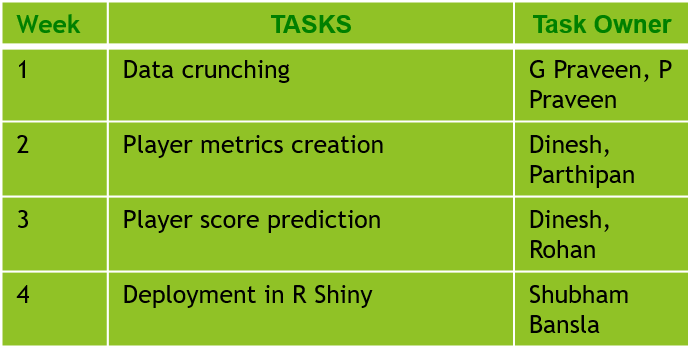 Week TASKS Task Owner
1 Data crunching G Praveen, P
Praveen
2 Player metrics creation Dinesh,
Parthipan
3 Player score prediction Dinesh,
Rohan
4 Deployment in R Shiny Shubham
Bansla